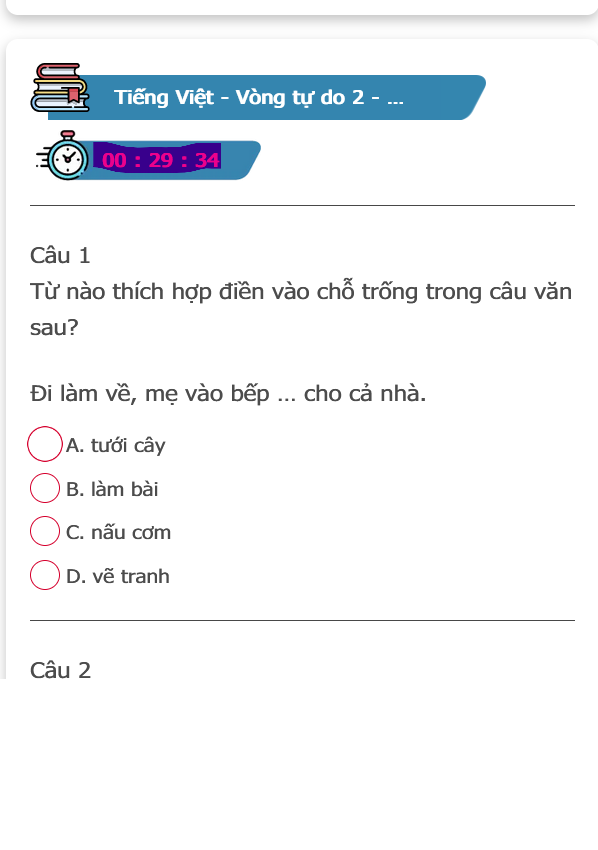 Tiếng Việt - Vòng tự do 2 - ...
00 : 29 : 34
Câu 1
Từ nào thích hợp điền vào chỗ trống trong câu văn
sau?
Đi làm về, mẹ vào bếp ... cho cả nhà.
A. tưới cây
B. làm bài
C. nấu cơm
D. vẽ tranh
Câu 2